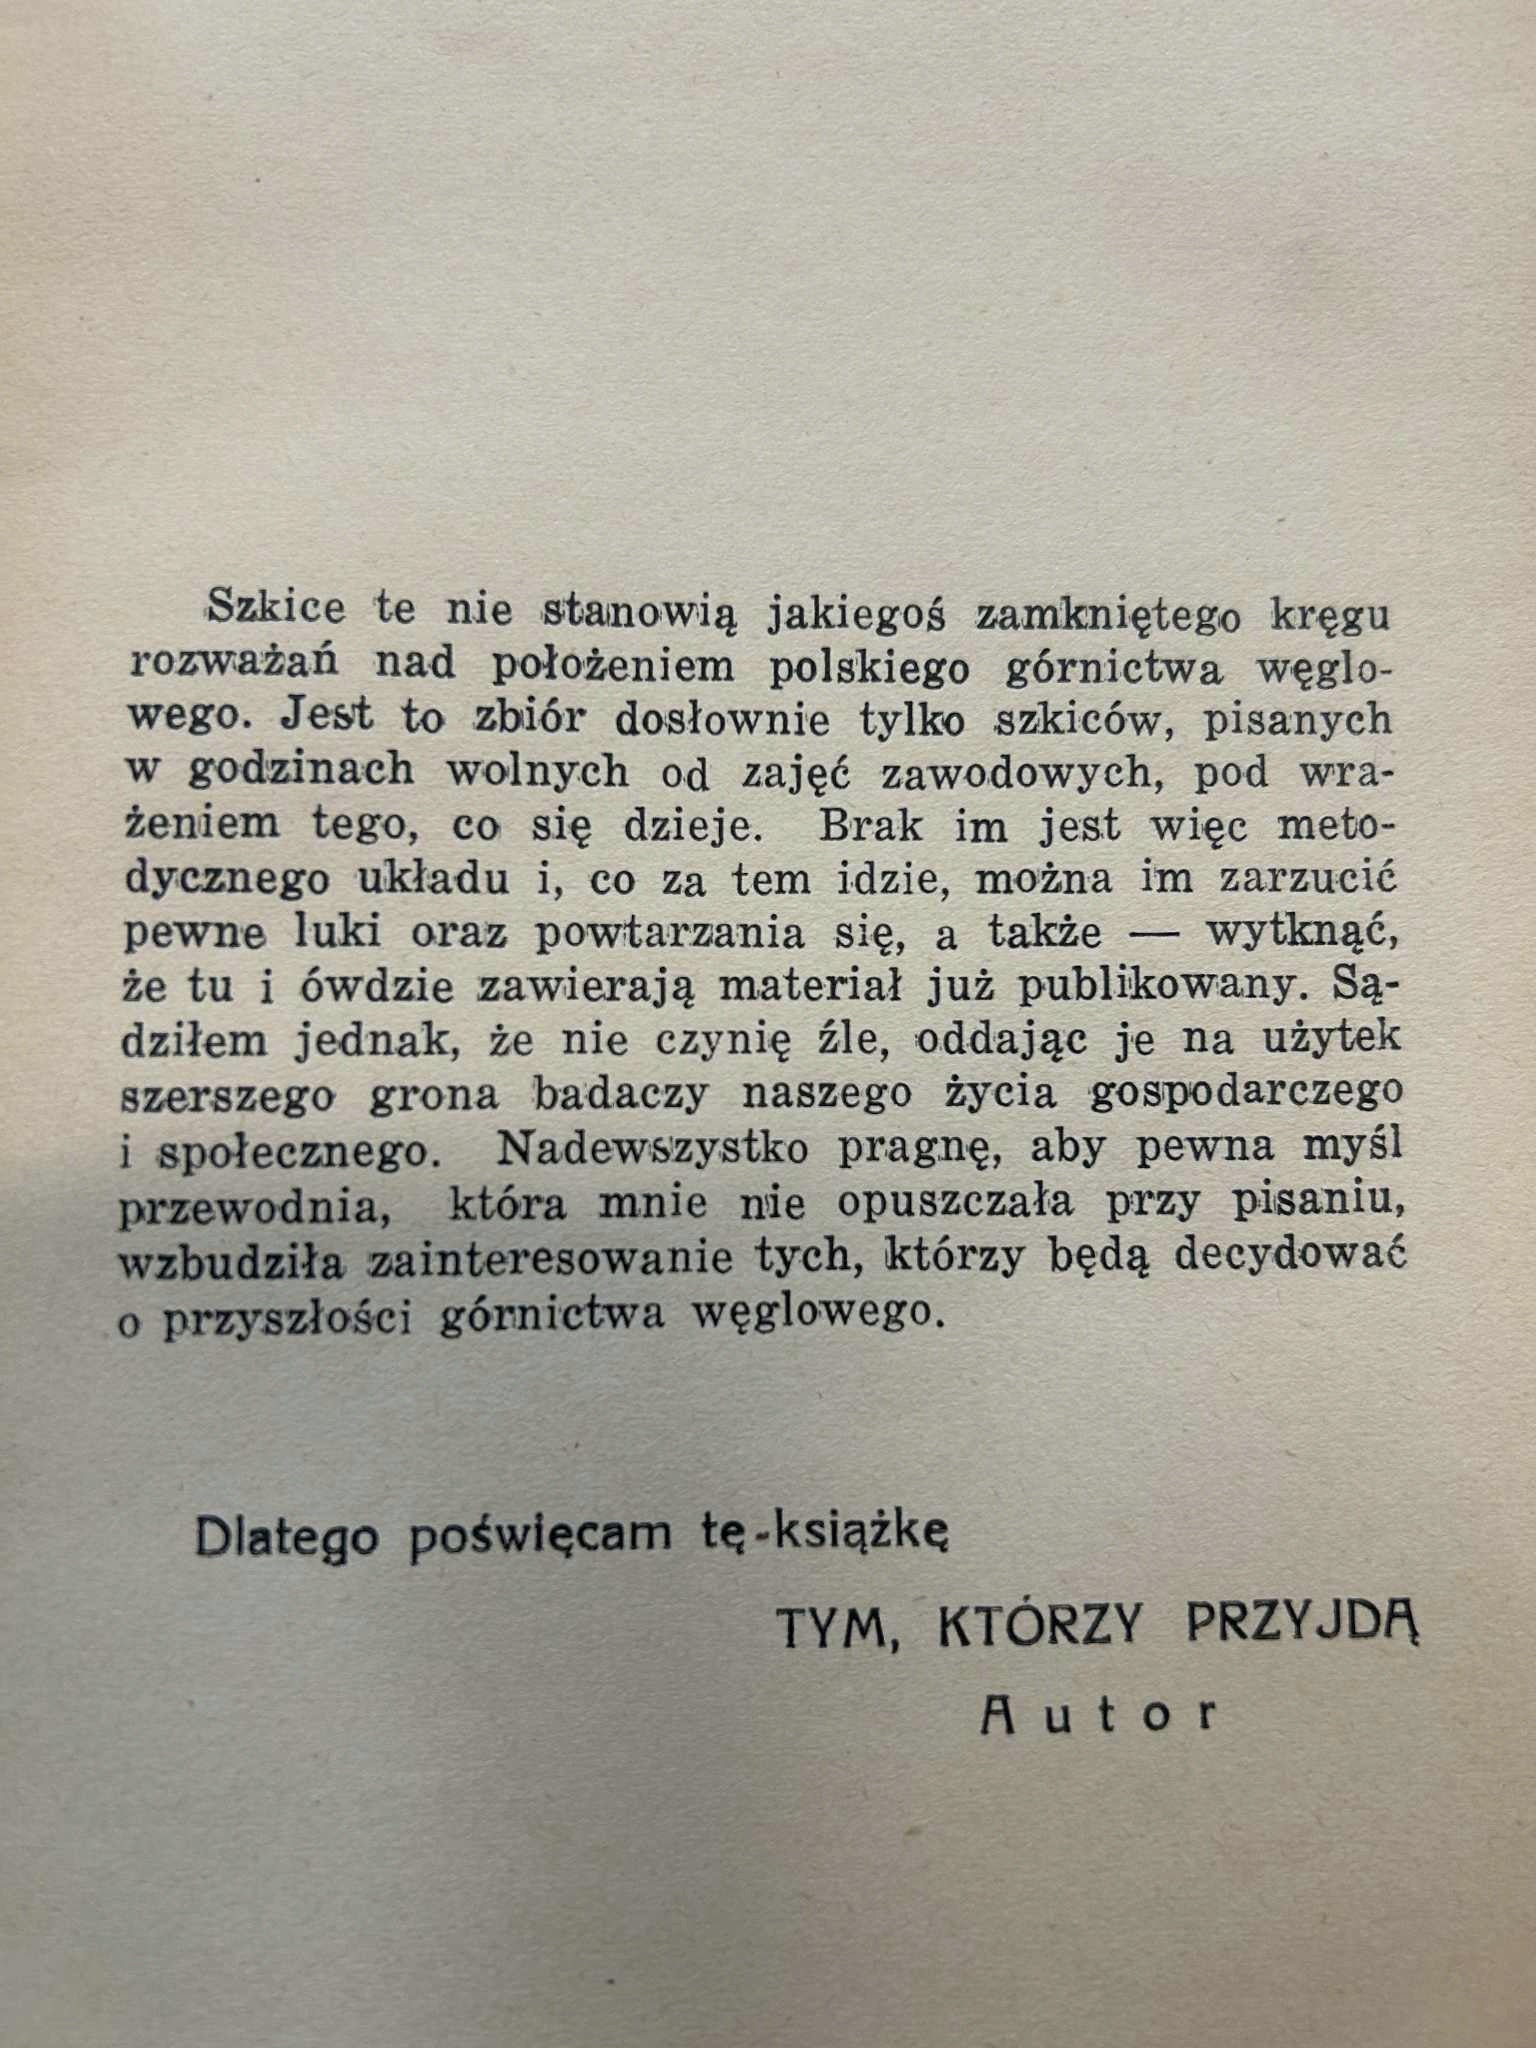 Szkice te nie stanowią jakiegoś zamkniętego kręgu
rozważań nad położeniem polskiego górnictwa węglo-
wego. Jest to zbiór dosłownie tylko szkiców, pisanych
w godzinach wolnych od zajęć zawodowych, pod wra-
żeniem tego, co się dzieje. Brak im jest więc meto-
dycznego układu i, co za tem idzie, można im zarzucić
pewne luki oraz powtarzania się, a także — wytknąć,
że tu i ówdzie zawierają materiał już publikowany. Są-
dziłem jednak, że nie czynię źle, oddając je na użytek
szerszego grona badaczy naszego życia gospodarczego
i społecznego. Nadewszystko pragnę, aby pewna myśl
przewodnia, która mnie nie opuszczała przy pisaniu,
wzbudziła zainteresowanie tych, którzy będą decydować
o przyszłości górnictwa węglowego.
Dlatego poświęcam tę-książkę
TYM, KTÓRZY PRZYJDĄ
Autor